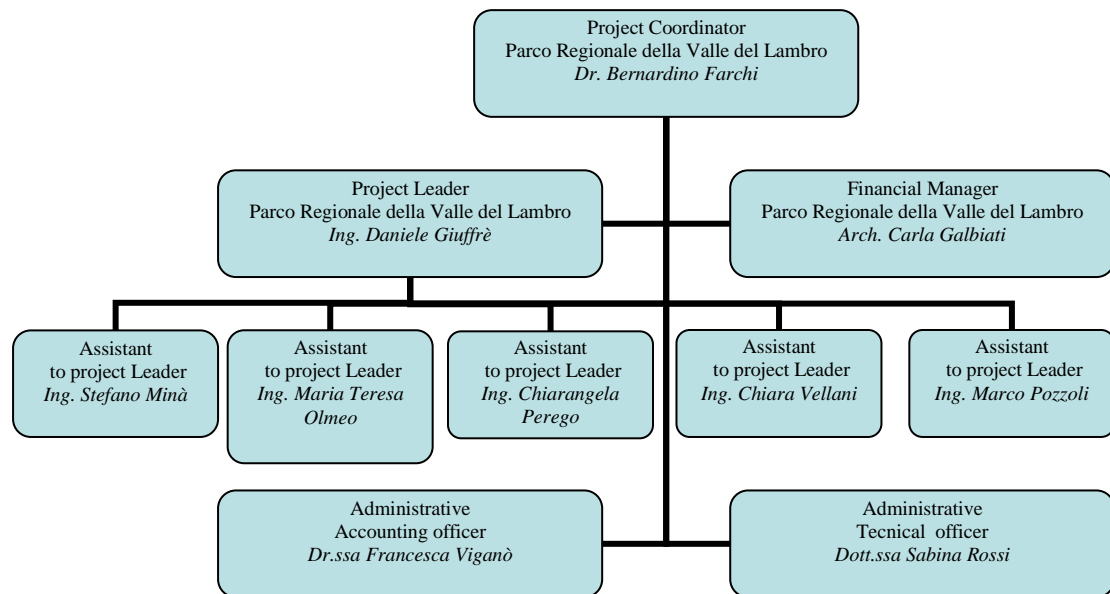 Project Coordinator
Parco Regionale della Valle del Lambro
Dr. Bernardino Farchi
Project Leader
Parco Regionale della Valle del Lambro
Ing. Daniele Giuffrè
Financial Manager
Parco Regionale della Valle del Lambro
Arch. Carla Galbiati
Assistant
to project Leader
Ing. Stefano Minà
Assistant
to project Leader
Ing. Maria Teresa
Olmeo
Assistant
to project Leader
Ing. Chiarangela
Perego
Assistant
to project Leader
Ing. Chiara Vellani
Assistant
to project Leader
Ing. Marco Pozzoli
Administrative
Accounting officer
Dr.ssa Francesca Viganò
Administrative
Tecnical officer
Dott.ssa Sabina Rossi